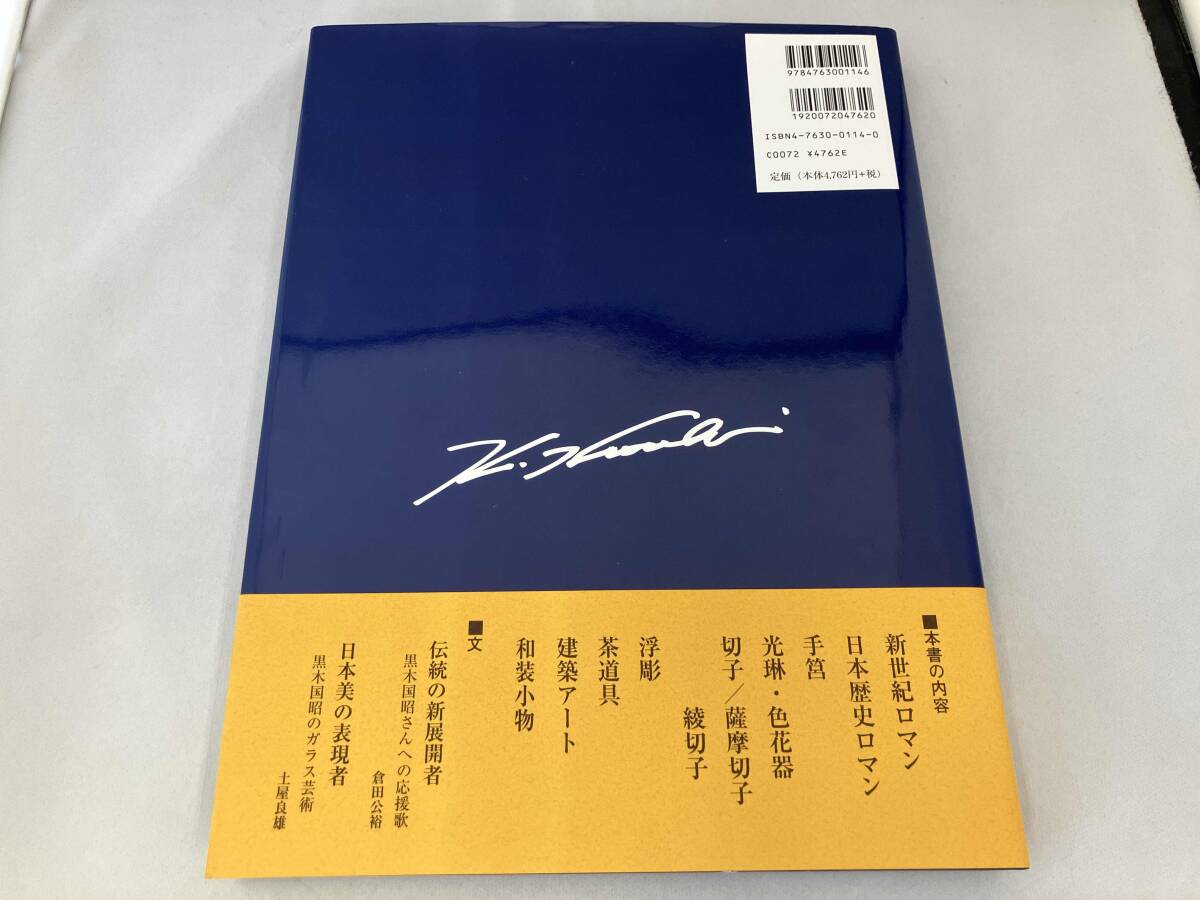 9784763001146
1920072047620
ISBN4-7630-0114-0
C0072 ¥4762E
定価（本体4,762円+税）
K. Kuroki
■本書の内容
新世紀ロマン
日本歴史ロマン
手筥
光琳・色花器
切子／薩摩切子
綾切子
浮彫
茶道具
建築アート
和装小物
■文
伝統の新展開者
黒木国昭さんへの応援歌
倉田公裕
日本美の表現者
黒木国昭のガラス芸術
土屋良雄